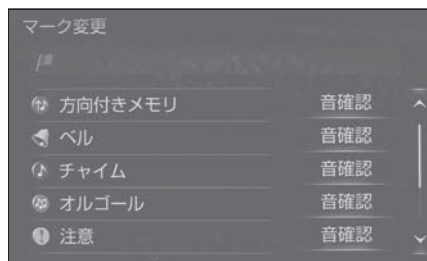 マーク変更
方向付きメモリ 音確認
ベル 音確認
チャイム 音確認
オルゴール 音確認
注意 音確認